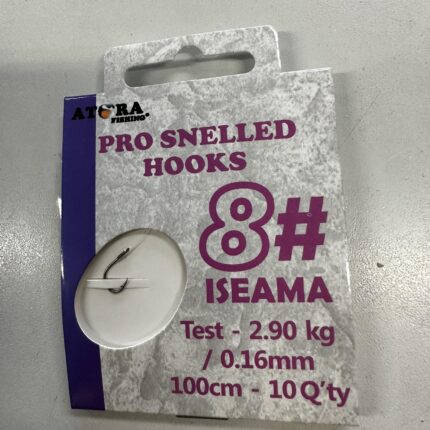 ATORA
FISHING®
PRO SNELLED
HOOKS
8#
ISEAMA
Test - 2.90 kg
/ 0.16mm
100cm - 10 Q'ty